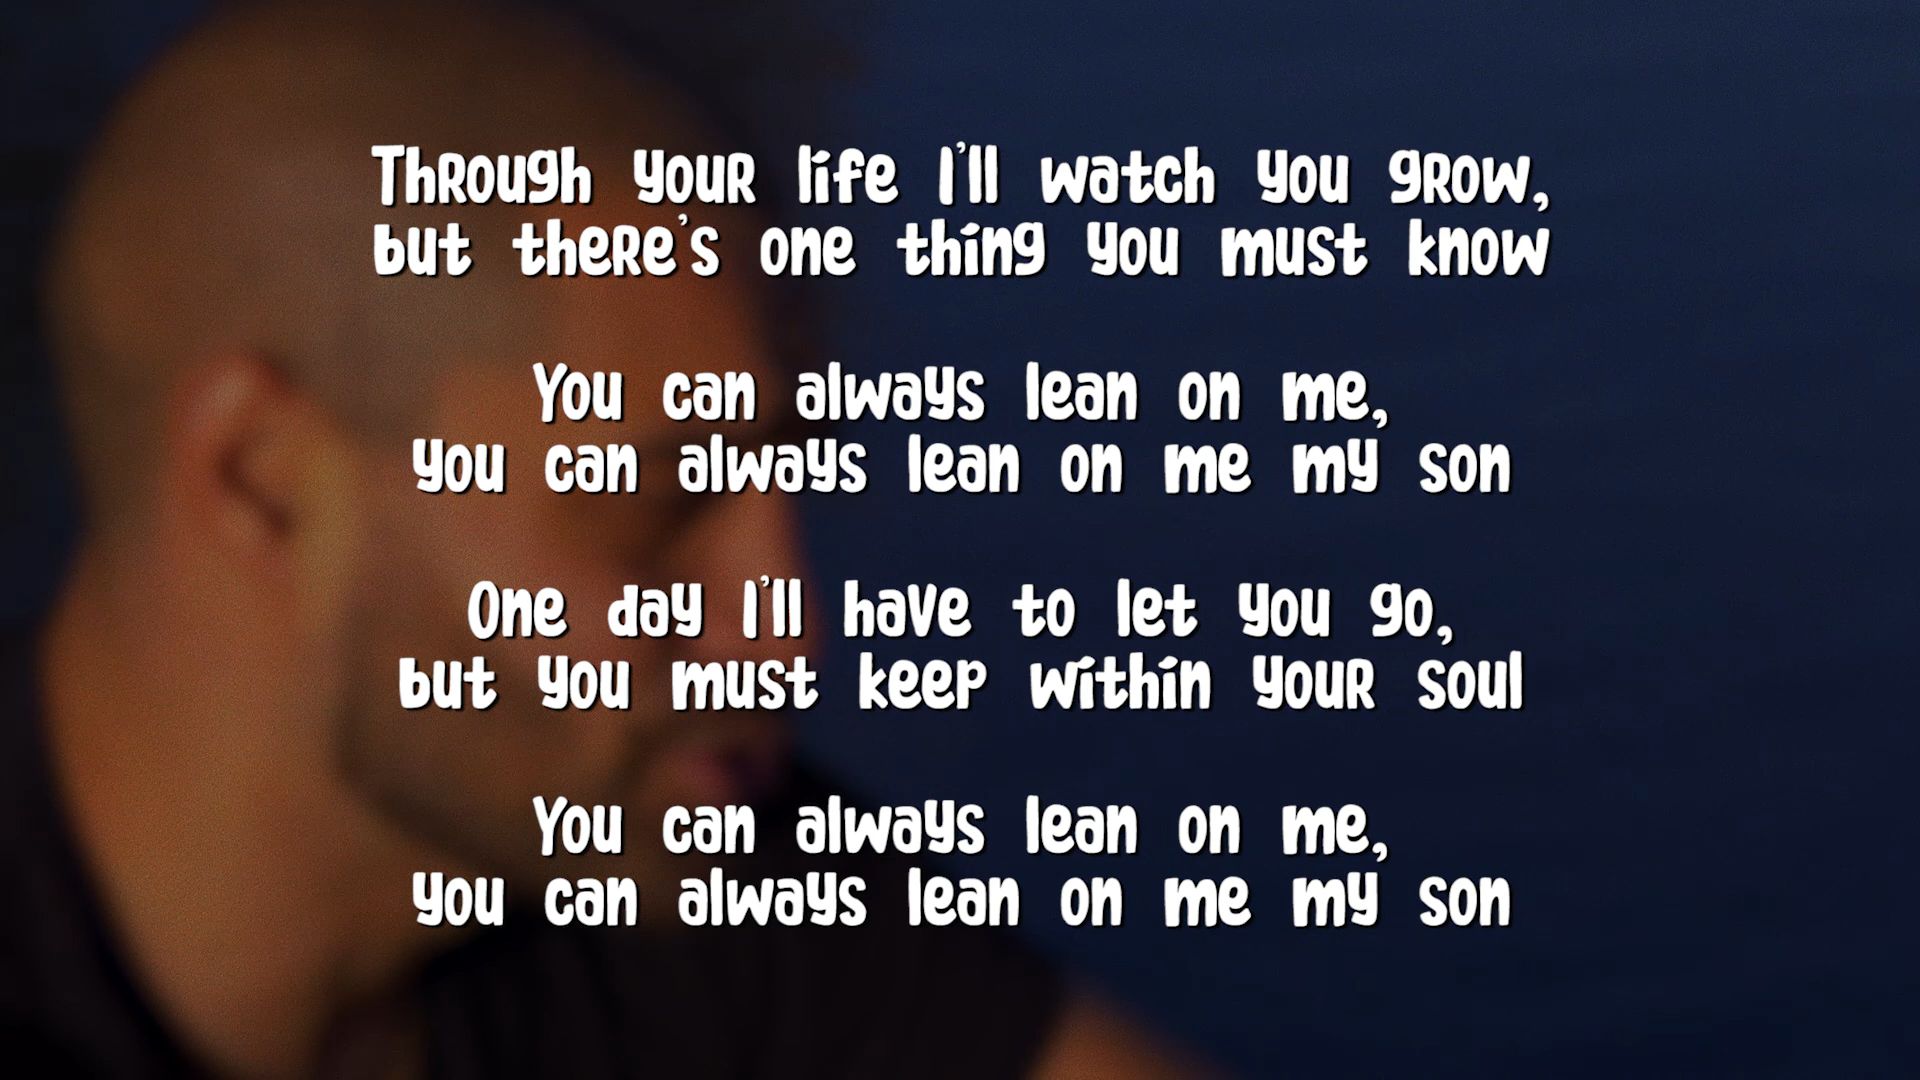 Through your life I'll watch you grow,
but there's one thing you must know
You can always lean on me,
you can always lean on me my son
One day I'll have to let you go,
but you must keep within your soul
You can always lean on me,
you can always lean on me my son